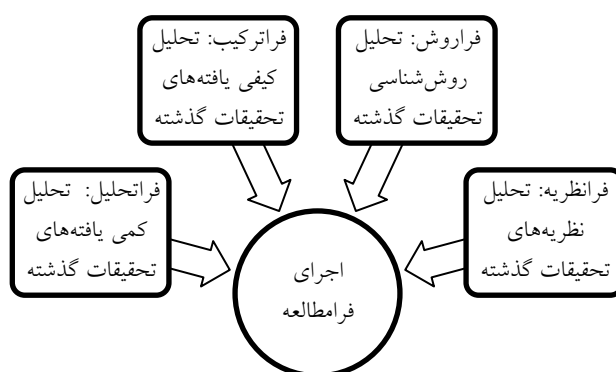 فراروش: تحلیل
روش‌شناسی
تحقیقات گذشته
فراترکیب: تحلیل
کیفی یافته‌های
تحقیقات گذشته
فرانظریه: تحلیل
نظریه‌های
تحقیقات گذشته
فراتحلیل: تحلیل
کمی یافته‌های
تحقیقات گذشته
اجرای
فرامطالعه